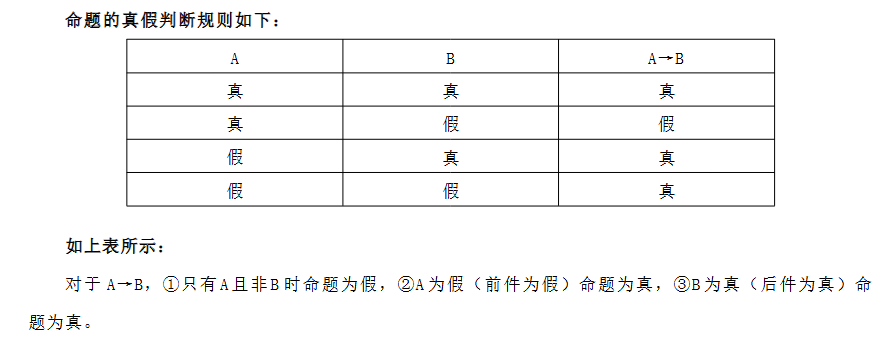 命题的真假判断规则如下：
A B A→B
真 真 真
真 假 假
假 真 真
假 假 真
如上表所示：
对于 A→B，①只有A且非B时命题为假，②A为假（前件为假）命题为真，③B为真（后件为真）命
题为真。